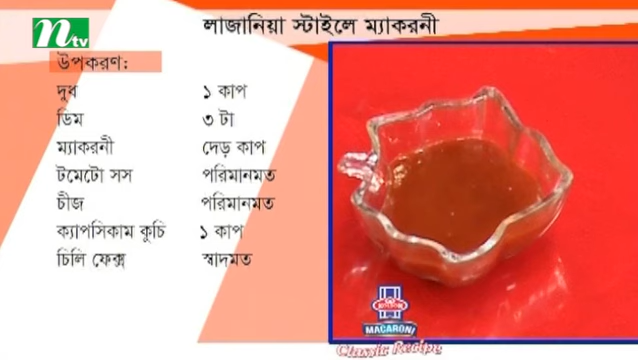 লাজানিয়া স্টাইলে ম্যাকরনী
ntv
উপকরণ:
দুধ ১ কাপ
ডিম ৩ টা
ম্যাকরনী দেড় কাপ
টমেটো সস পরিমানমত
চীজ পরিমানমত
ক্যাপসিকাম কুচি ১ কাপ
চিলি ফেক্স স্বাদমত
MACARONI
Classic Recipe